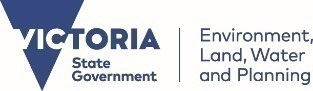 VICTORIA
State
Government
Environment,
Land, Water
and Planning